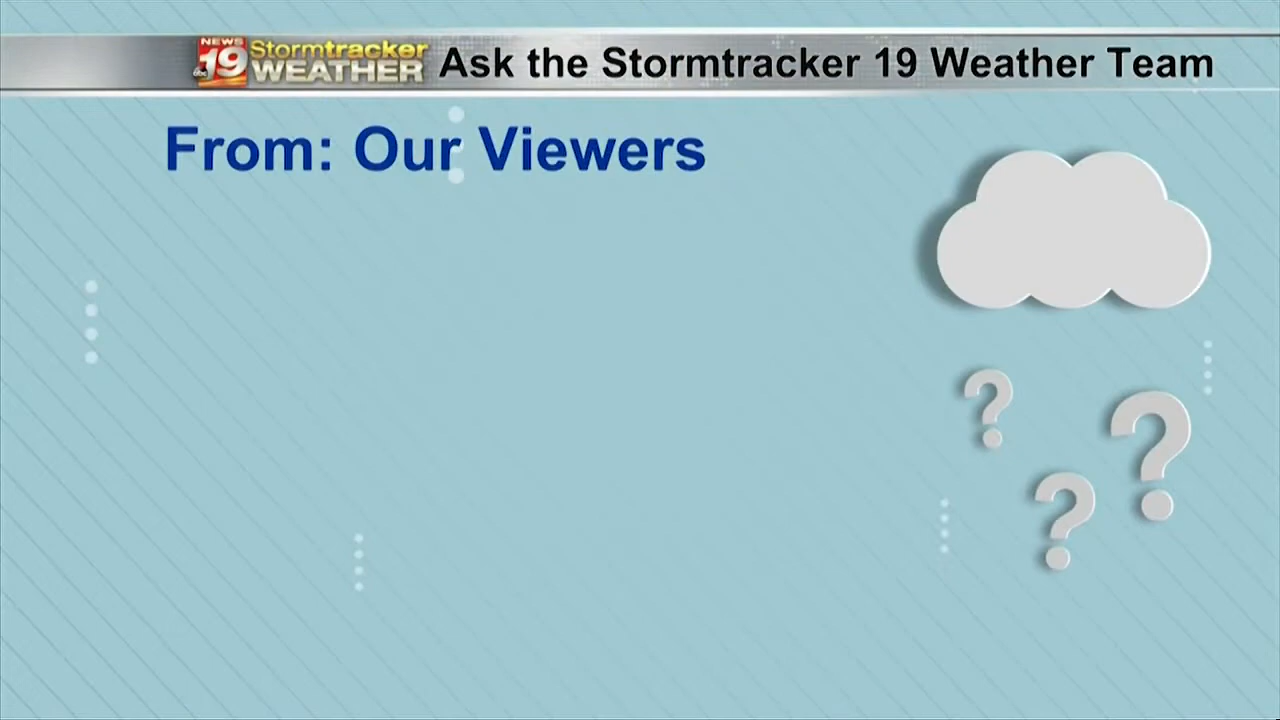 NEWS
abc 19
Stormtracker
WEATHER
Ask the Stormtracker 19 Weather Team
From: Our Viewers
?
?
?